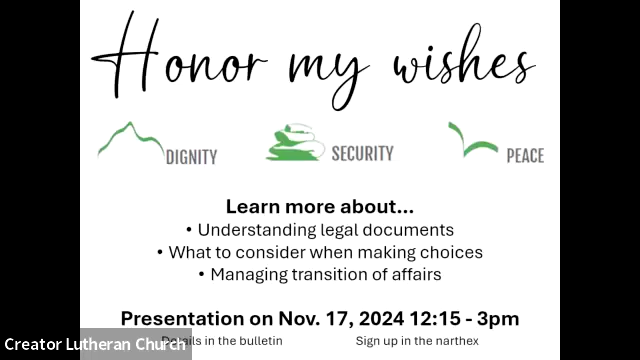 Honor my wishes
DIGNITY SECURITY PEACE
Learn more about...
• Understanding legal documents
• What to consider when making choices
• Managing transition of affairs
Presentation on Nov. 17, 2024 12:15 - 3pm
Details in the bulletin Sign up in the narthex
Creator Lutheran Church